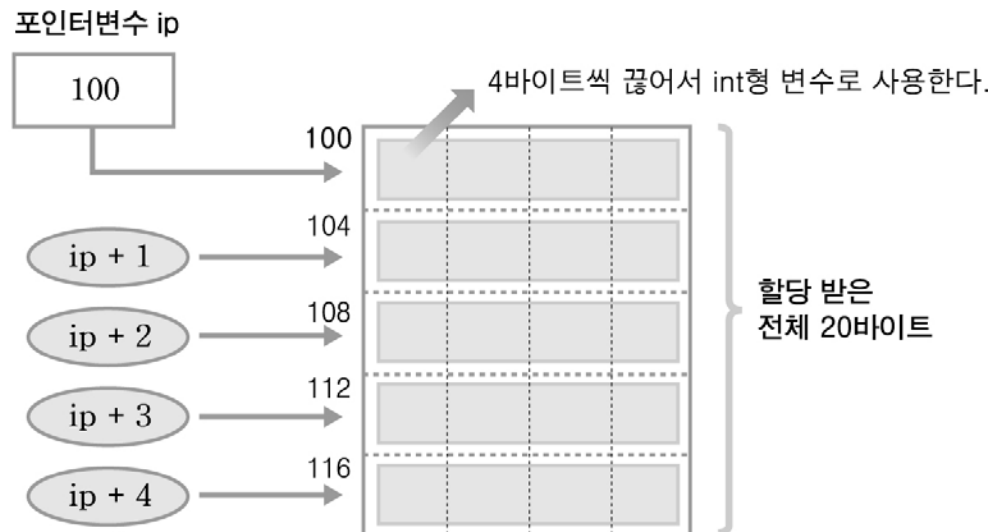 포인터변수 ip
100
4바이트씩 끊어서 int형 변수로 사용한다.
100
104
ip + 1
108
ip + 2
할당 받은
전체 20바이트
112
ip + 3
116
ip + 4